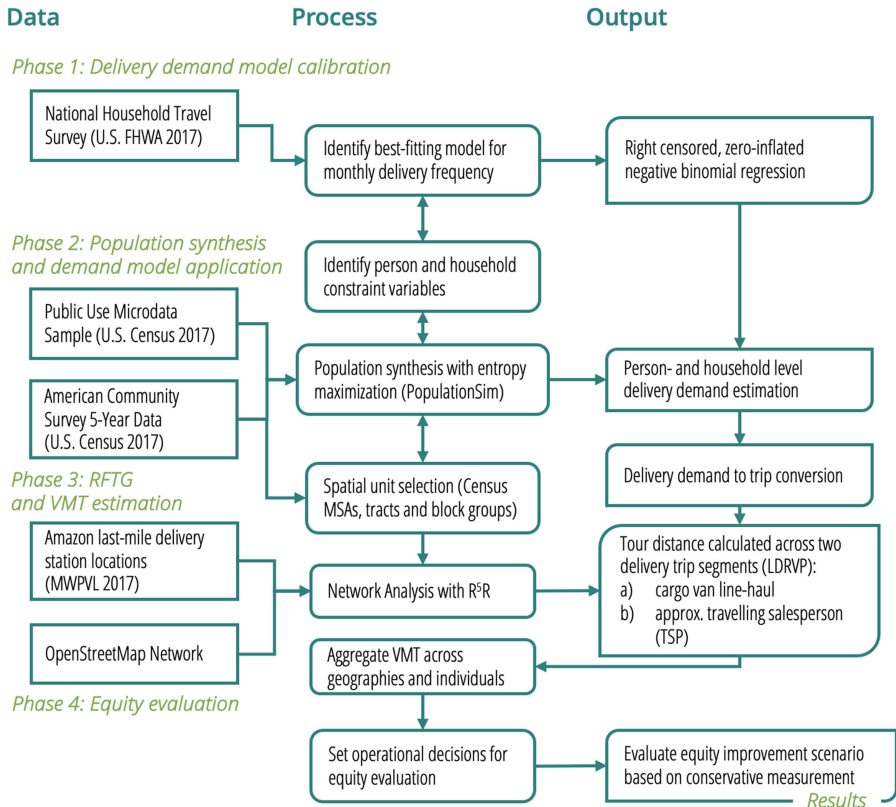 Data
Process
Output
Phase 1: Delivery demand model calibration
National Household Travel
Survey (U.S. FHWA 2017)
Identify best-fitting model for
monthly delivery frequency
Right censored, zero-inflated
negative binomial regression
Phase 2: Population synthesis
and demand model application
Identify person and household
constraint variables
Public Use Microdata
Sample (U.S. Census 2017)
Population synthesis with entropy
maximization (PopulationSim)
Person- and household level
delivery demand estimation
American Community
Survey 5-Year Data
(U.S. Census 2017)
Delivery demand to trip conversion
Phase 3: RFTG
and VMT estimation
Spatial unit selection (Census
MSAs, tracts and block groups)
Amazon last-mile delivery
station locations
(MWPVL 2017)
Network Analysis with R⁵R
Tour distance calculated across two
delivery trip segments (LDRVP):
a) cargo van line-haul
b) approx. travelling salesperson
(TSP)
OpenStreetMap Network
Aggregate VMT across
geographies and individuals
Phase 4: Equity evaluation
Set operational decisions for
equity evaluation
Evaluate equity improvement scenario
based on conservative measurement
Results